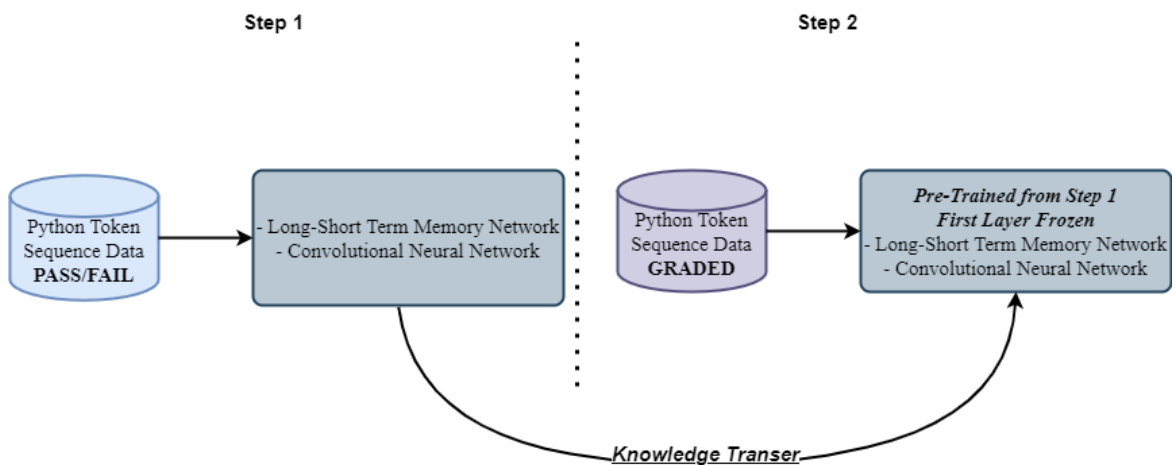 Step 1
Step 2
Python Token
Sequence Data
PASS/FAIL
- Long-Short Term Memory Network
- Convolutional Neural Network
Python Token
Sequence Data
GRADED
Pre-Trained from Step 1
First Layer Frozen
- Long-Short Term Memory Network
- Convolutional Neural Network
Knowledge Transer